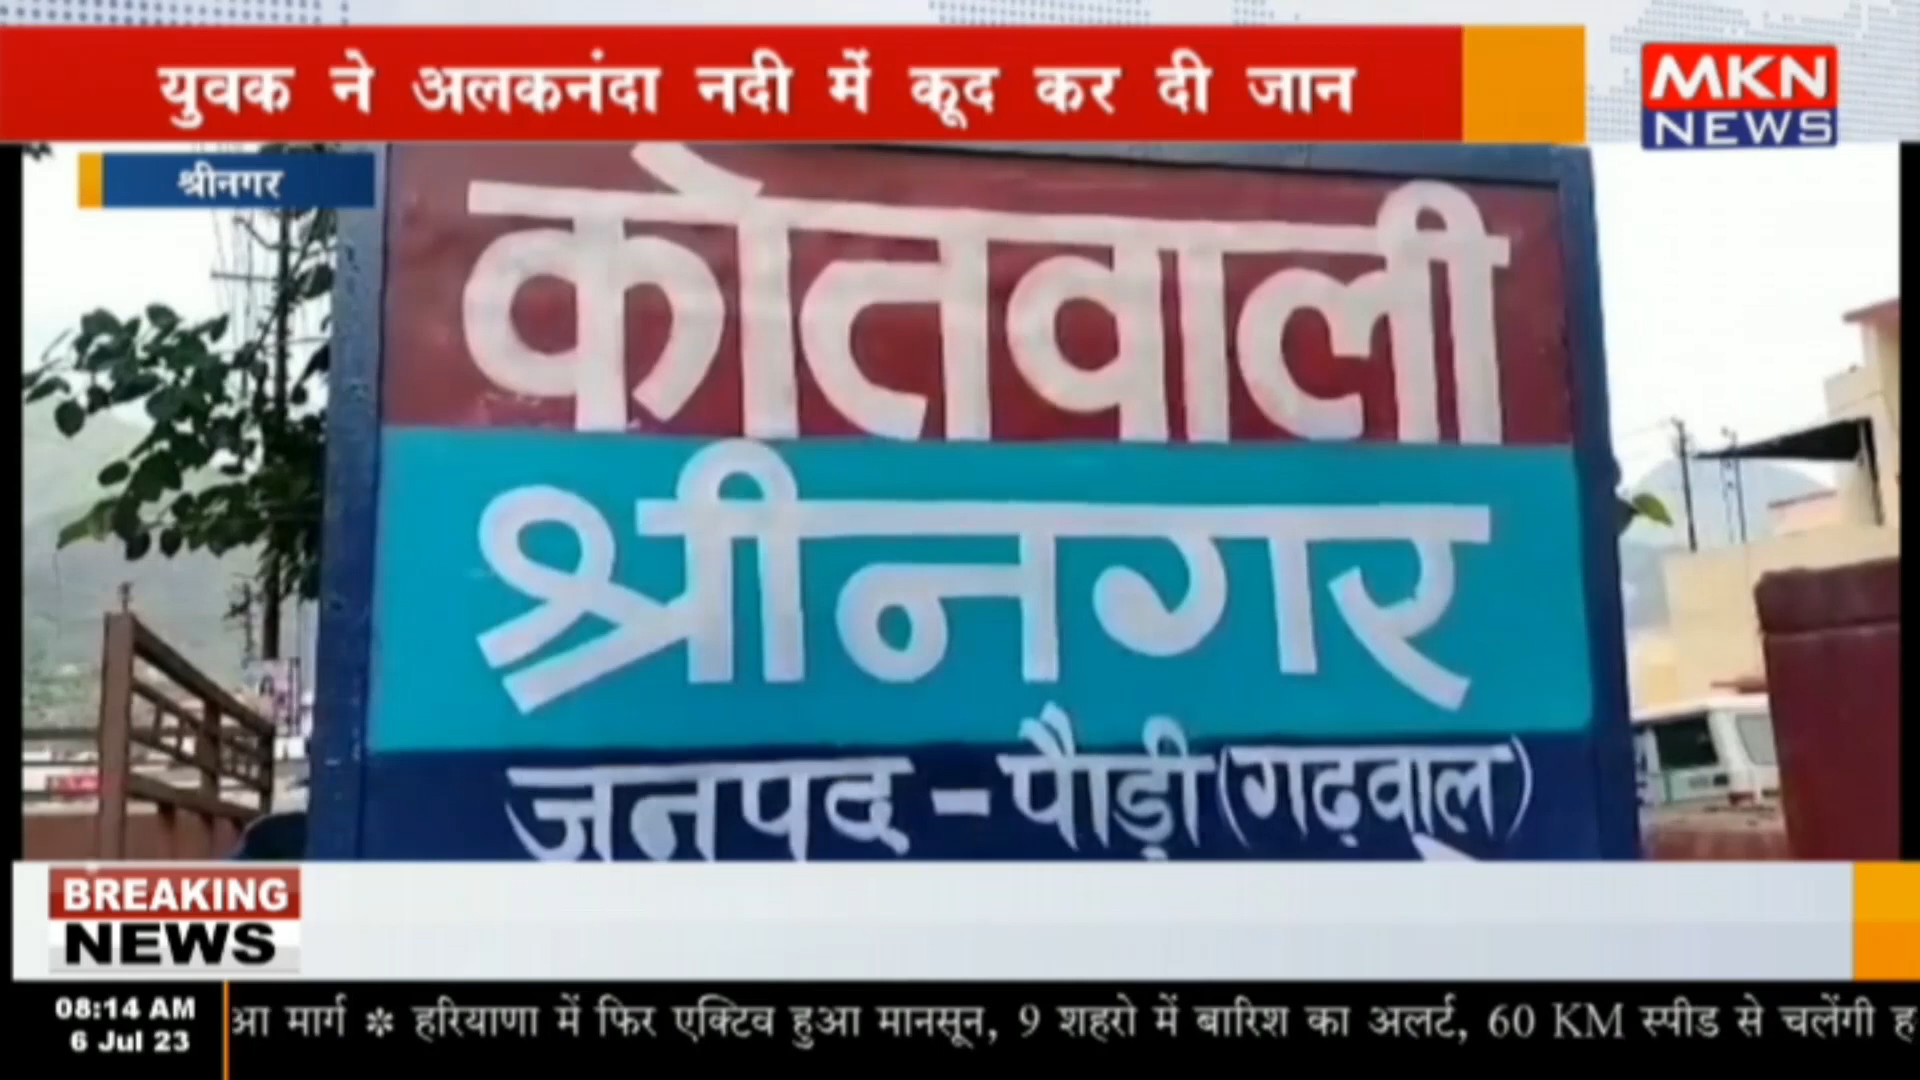 युवक ने अलकनंदा नदी में कूद कर दी जान
MKN
NEWS
श्रीनगर
कोतवाली
श्रीनगर
जनपद - पौड़ी (गढ़वाल)
BREAKING
NEWS
08:14 AM
6 Jul 23
आ मार्ग * हरियाणा में फिर एक्टिव हुआ मानसून, 9 शहरो में बारिश का अलर्ट, 60 KM स्पीड से चलेंगी ह